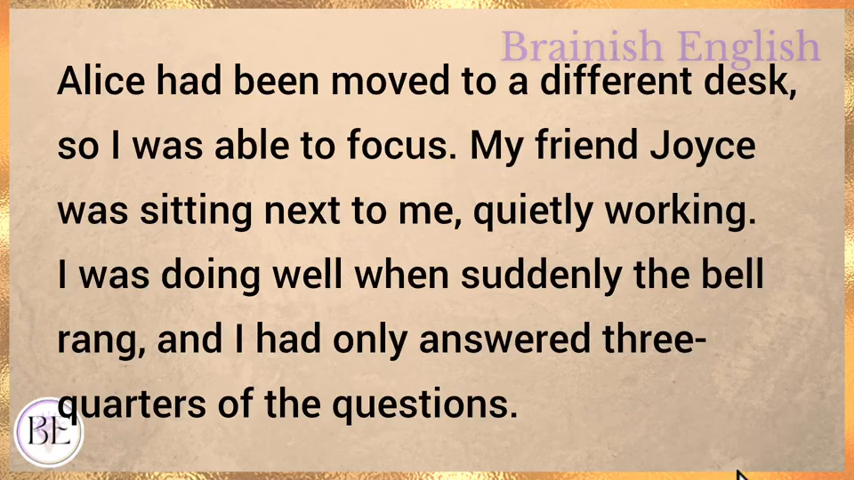 Brainish English
Alice had been moved to a different desk,
so I was able to focus. My friend Joyce
was sitting next to me, quietly working.
I was doing well when suddenly the bell
rang, and I had only answered three-
quarters of the questions.
BE